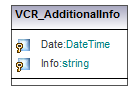 VCR_AdditionalInfo
Date:DateTime
Info:string